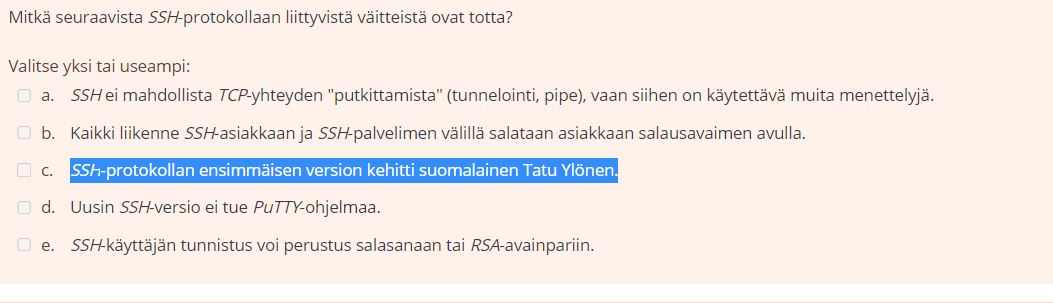 Mitkä seuraavista SSH-protokollaan liittyvistä väitteistä ovat totta?
Valitse yksi tai useampi:
a. SSH ei mahdollista TCP-yhteyden "putkittamista" (tunnelointi, pipe), vaan siihen on käytettävä muita menettelyjä.
b. Kaikki liikenne SSH-asiakkaan ja SSH-palvelimen välillä salataan asiakkaan salausavaimen avulla.
c. SSH-protokollan ensimmäisen version kehitti suomalainen Tatu Ylönen.
d. Uusin SSH-versio ei tue PuTTY-ohjelmaa.
e. SSH-käyttäjän tunnistus voi perustus salasanaan tai RSA-avainpariin.